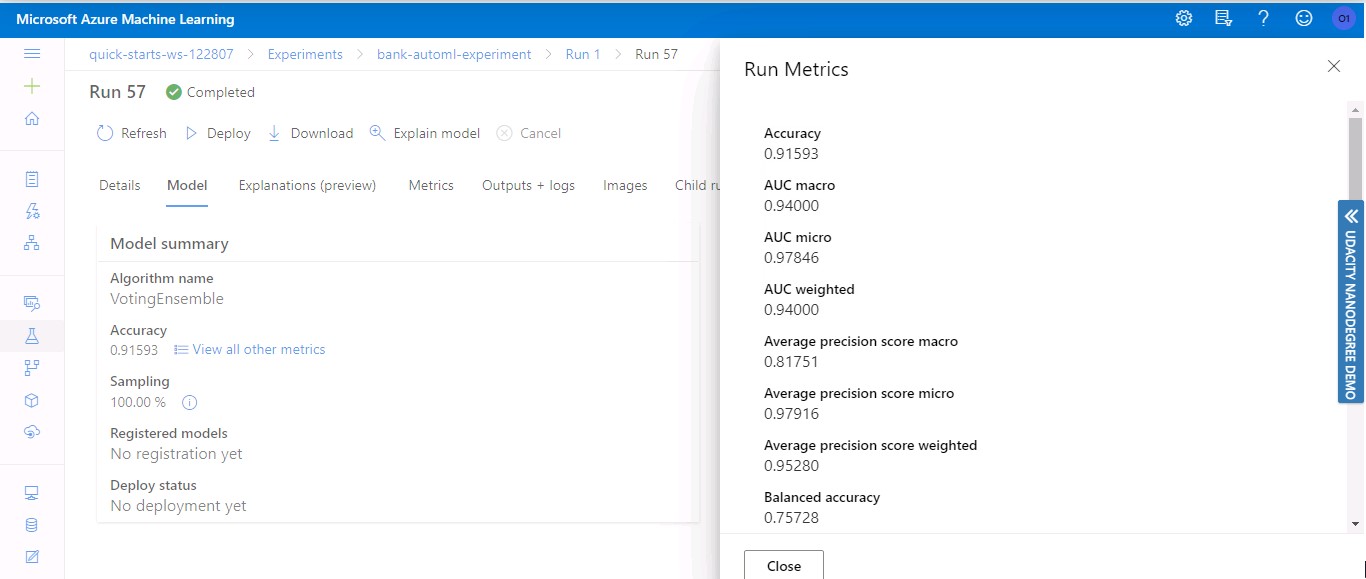 Microsoft Azure Machine Learning
O1
quick-starts-ws-122807 > Experiments > bank-automl-experiment > Run 1 > Run 57
Run 57 Completed
Refresh Deploy Download Explain model Cancel
Details Model Explanations (preview) Metrics Outputs + logs Images Child ru
Model summary
Algorithm name
VotingEnsemble
Accuracy
0.91593 View all other metrics
Sampling
100.00 %
Registered models
No registration yet
Deploy status
No deployment yet
Run Metrics
Accuracy
0.91593
AUC macro
0.94000
AUC micro
0.97846
AUC weighted
0.94000
Average precision score macro
0.81751
Average precision score micro
0.97916
Average precision score weighted
0.95280
Balanced accuracy
0.75728
Close
UDACITY NANODEGREE DEMO